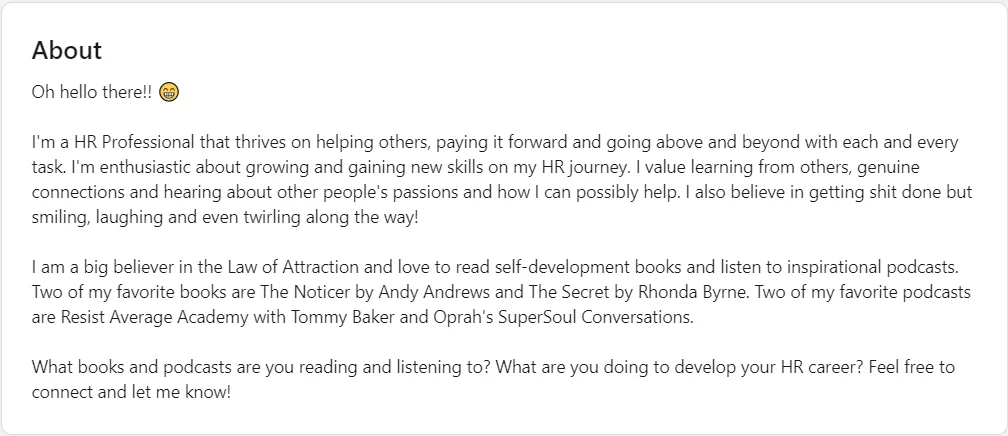 About
Oh hello there!! 😁
I'm a HR Professional that thrives on helping others, paying it forward and going above and beyond with each and every
task. I'm enthusiastic about growing and gaining new skills on my HR journey. I value learning from others, genuine
connections and hearing about other people's passions and how I can possibly help. I also believe in getting shit done but
smiling, laughing and even twirling along the way!
I am a big believer in the Law of Attraction and love to read self-development books and listen to inspirational podcasts.
Two of my favorite books are The Noticer by Andy Andrews and The Secret by Rhonda Byrne. Two of my favorite podcasts
are Resist Average Academy with Tommy Baker and Oprah's SuperSoul Conversations.
What books and podcasts are you reading and listening to? What are you doing to develop your HR career? Feel free to
connect and let me know!